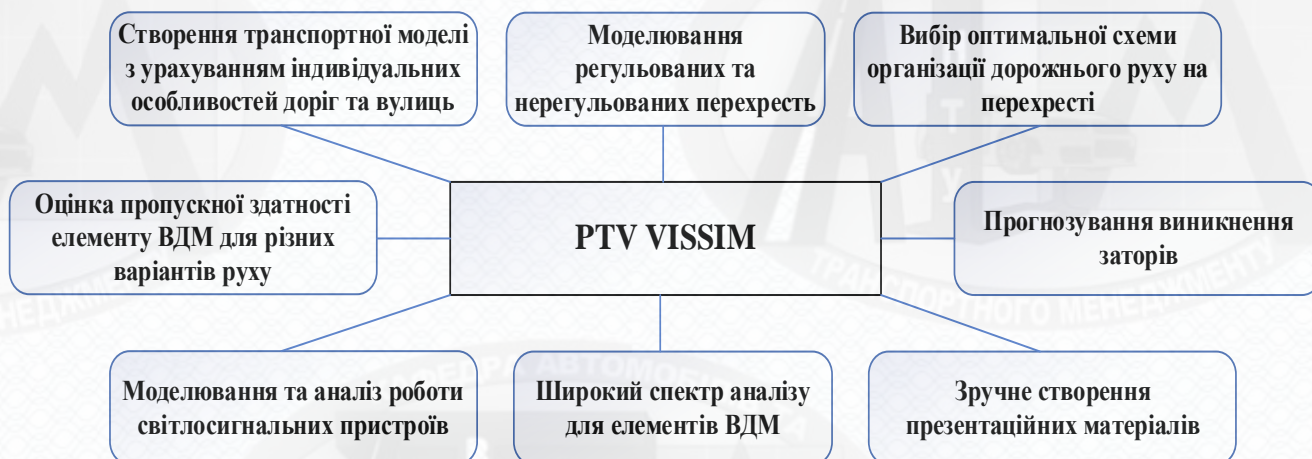 Створення транспортної моделі
з урахуванням індивідуальних
особливостей доріг та вулиць
Моделювання
регульованих та
нерегульованих перехресть
Вибір оптимальної схеми
організації дорожнього руху на
перехресті
Оцінка пропускної здатності
елементу ВДМ для різних
варіантів руху
PTV VISSIM
Прогнозування виникнення
заторів
Моделювання та аналіз роботи
світлосигнальних пристроїв
Широкий спектр аналізу
для елементів ВДМ
Зручне створення
презентаційних матеріалів
ТРАНСПОРТНОГО МЕНЕДЖМЕНТУ